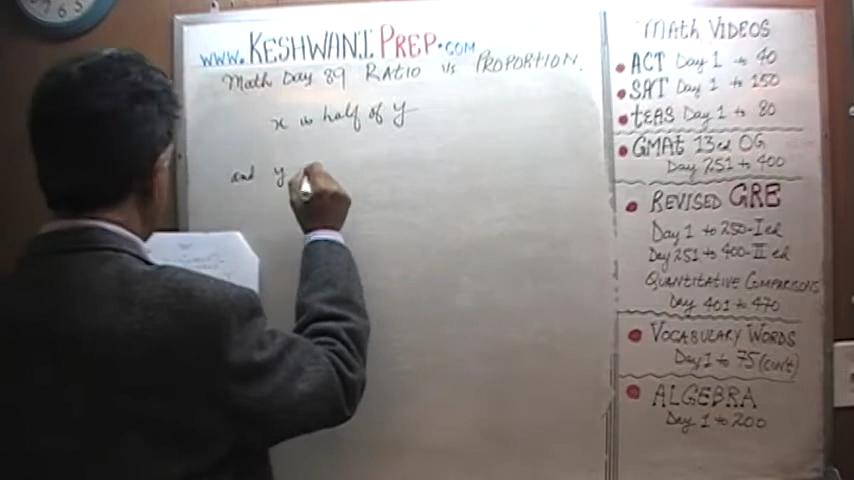 www.KESHWANIPREP.COM
Math Day 89 RATIO vs PROPORTION.
x is half of y
and y
Math VIDEOS
ACT Day 1 to 40
SAT Day 1 to 150
tEAS Day 1 to 80
GMAt 13ed OG
Day 251 to 400
REVISED GRE
Day 1 to 250-I ed
Day 251 to 400-II ed
QUANtItAtIVE COMPARISONS
Day 401 to 470
VOCABULARY WORDS
Day 1 to 75 (cont)
ALGEBRA
Day 1 to 200